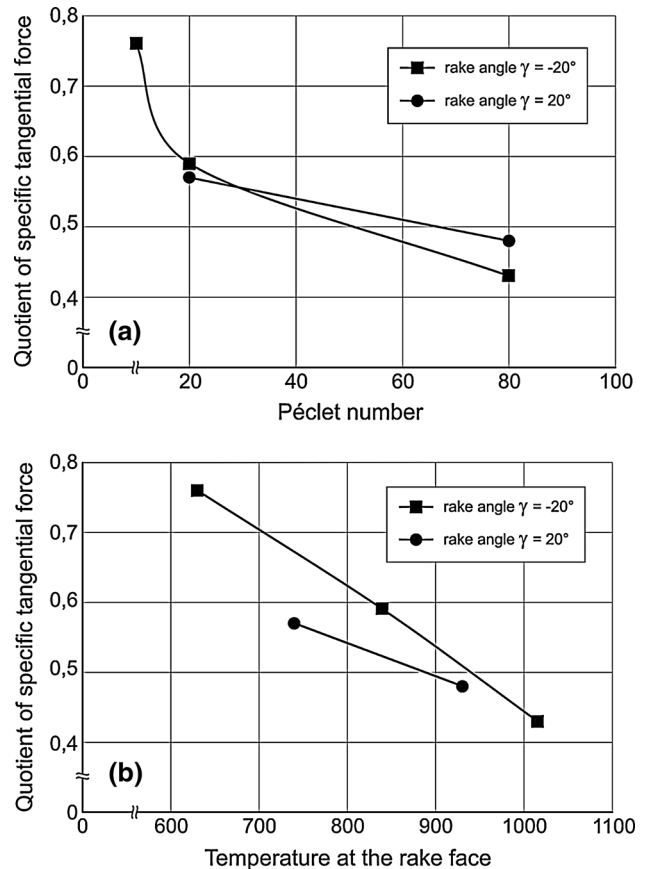 Quotient of specific tangential force
0,8
0,7
0,6
0,5
0,4
0
rake angle γ = -20°
rake angle γ = 20°
(a)
0 20 40 60 80 100
Péclet number
Quotient of specific tangential force
0,8
0,7
0,6
0,5
0,4
0
rake angle γ = -20°
rake angle γ = 20°
(b)
0 600 700 800 900 1000 1100
Temperature at the rake face